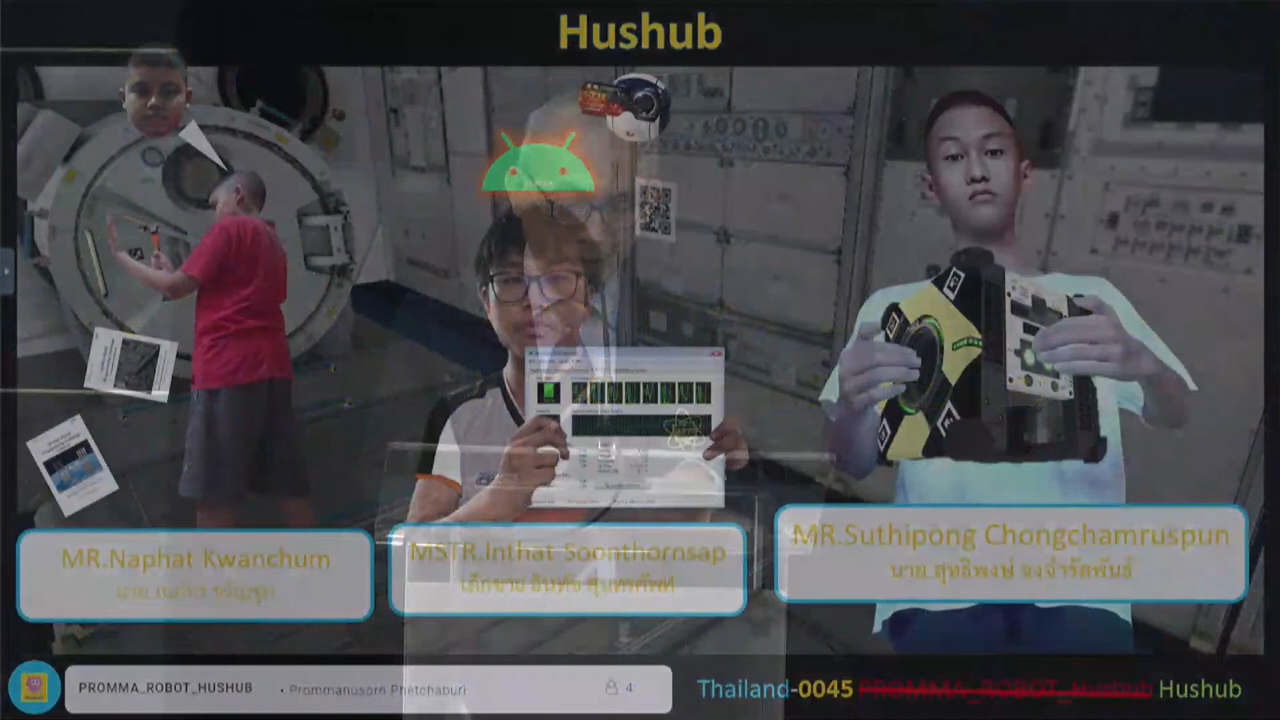 Hushub
MR.Naphat Kwanchum
MSTR.Inthat Soonthornsap
เด็กชาย อินทัช สุนทรศัพท์
MR.Suthipong Chongchamruspun
นาย สุทธิพงษ์ จงจำรัสพันธ์
PROMMA_ROBOT_HUSHUB • Prommanusorn Phetchaburi 4
Thailand-0045 PROMMA_ROBOT_Hushub Hushub